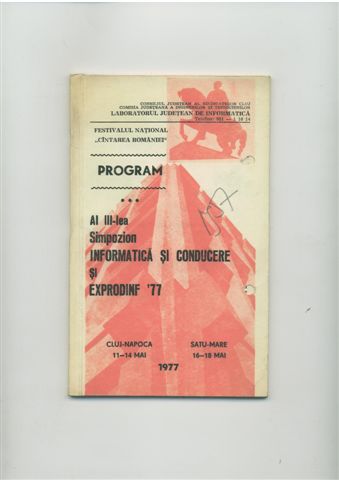 CONSILIUL JUDEȚEAN AL SINDICATELOR CLUJ
COMISIA JUDEȚEANĂ A INGINERILOR ȘI TEHNICIENILOR
LABORATORUL JUDEȚEAN DE INFORMATICĂ
FESTIVALUL NAȚIONAL
„CÎNTAREA ROMÂNIEI”
PROGRAM
Al III-lea
Simpozion
INFORMATICĂ ȘI CONDUCERE
ȘI
EXPRODINF '77
CLUJ-NAPOCA
11—14 MAI
SATU-MARE
16—18 MAI
1977